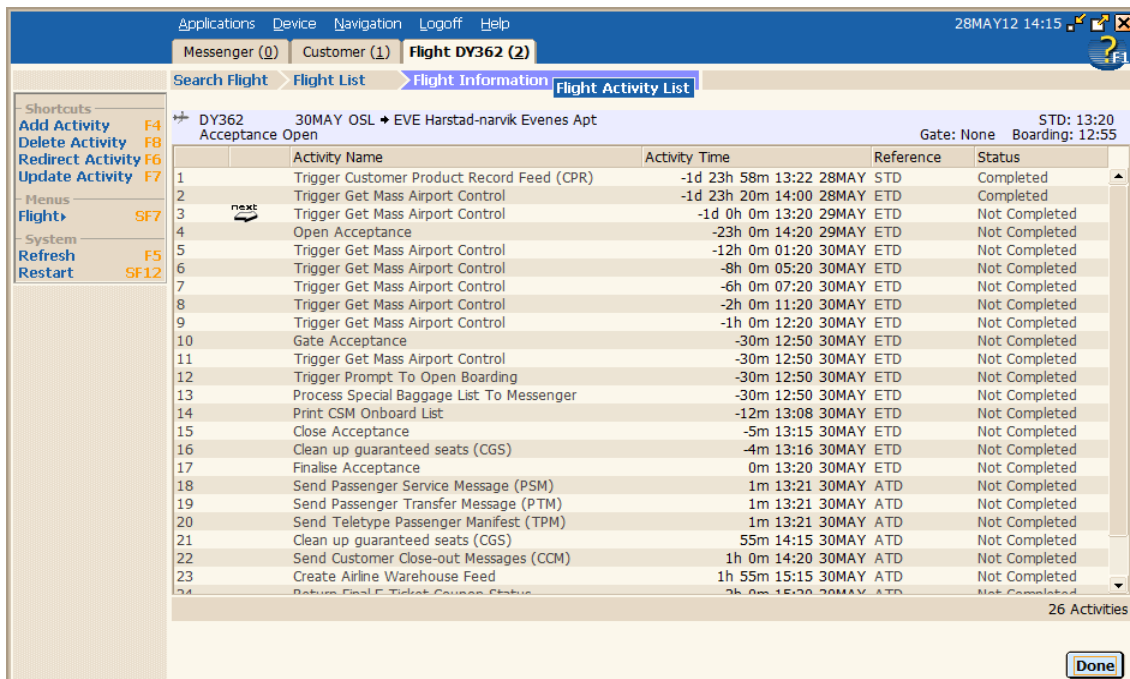 Applications Device Navigation Logoff Help 28MAY12 14:15
Messenger (0) Customer (1) Flight DY362 (2)
?F1
Search Flight Flight List Flight Information Flight Activity List
Shortcuts
Add Activity F4
Delete Activity F8
Redirect Activity F6
Update Activity F7
Menus
Flight SF7
System
Refresh F5
Restart SF12
DY362 30MAY OSL EVE Harstad-narvik Evenes Apt STD: 13:20
Acceptance Open Gate: None Boarding: 12:55
Activity Name Activity Time Reference Status
1 Trigger Customer Product Record Feed (CPR) -1d 23h 58m 13:22 28MAY STD Completed
2 Trigger Get Mass Airport Control -1d 23h 20m 14:00 28MAY ETD Completed
3 next Trigger Get Mass Airport Control -1d 0h 0m 13:20 29MAY ETD Not Completed
4 Open Acceptance -23h 0m 14:20 29MAY ETD Not Completed
5 Trigger Get Mass Airport Control -12h 0m 01:20 30MAY ETD Not Completed
6 Trigger Get Mass Airport Control -8h 0m 05:20 30MAY ETD Not Completed
7 Trigger Get Mass Airport Control -6h 0m 07:20 30MAY ETD Not Completed
8 Trigger Get Mass Airport Control -2h 0m 11:20 30MAY ETD Not Completed
9 Trigger Get Mass Airport Control -1h 0m 12:20 30MAY ETD Not Completed
10 Gate Acceptance -30m 12:50 30MAY ETD Not Completed
11 Trigger Get Mass Airport Control -30m 12:50 30MAY ETD Not Completed
12 Trigger Prompt To Open Boarding -30m 12:50 30MAY ETD Not Completed
13 Process Special Baggage List To Messenger -30m 12:50 30MAY ETD Not Completed
14 Print CSM Onboard List -12m 13:08 30MAY ETD Not Completed
15 Close Acceptance -5m 13:15 30MAY ETD Not Completed
16 Clean up guaranteed seats (CGS) -4m 13:16 30MAY ETD Not Completed
17 Finalise Acceptance 0m 13:20 30MAY ETD Not Completed
18 Send Passenger Service Message (PSM) 1m 13:21 30MAY ATD Not Completed
19 Send Passenger Transfer Message (PTM) 1m 13:21 30MAY ATD Not Completed
20 Send Teletype Passenger Manifest (TPM) 1m 13:21 30MAY ATD Not Completed
21 Clean up guaranteed seats (CGS) 55m 14:15 30MAY ATD Not Completed
22 Send Customer Close-out Messages (CCM) 1h 0m 14:20 30MAY ATD Not Completed
23 Create Airline Warehouse Feed 1h 55m 15:15 30MAY ATD Not Completed
24 Return Final E-Ticket Coupon Status 2h 0m 15:20 30MAY ATD Not Completed
26 Activities
Done